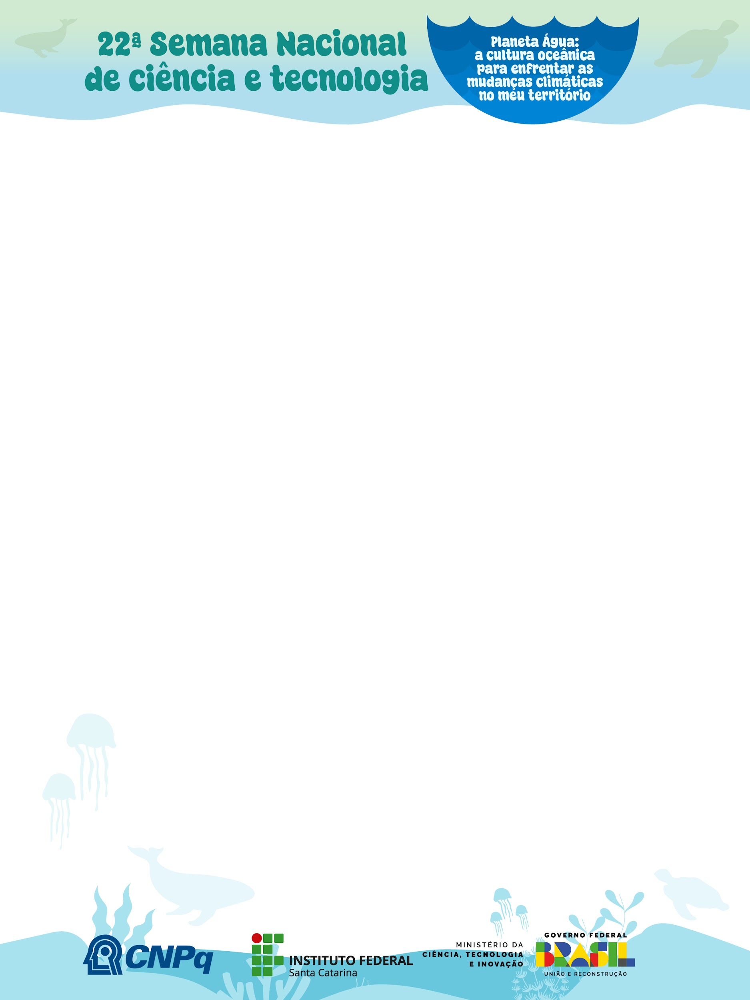 22ª Semana Nacional
de ciência e tecnologia
Planeta Água:
a cultura oceânica
para enfrentar as
mudanças climáticas
no meu território
CNPq
INSTITUTO FEDERAL
Santa Catarina
MINISTÉRIO DA
CIÊNCIA, TECNOLOGIA
E INOVAÇÃO
GOVERNO FEDERAL
BRASIL
UNIÃO E RECONSTRUÇÃO